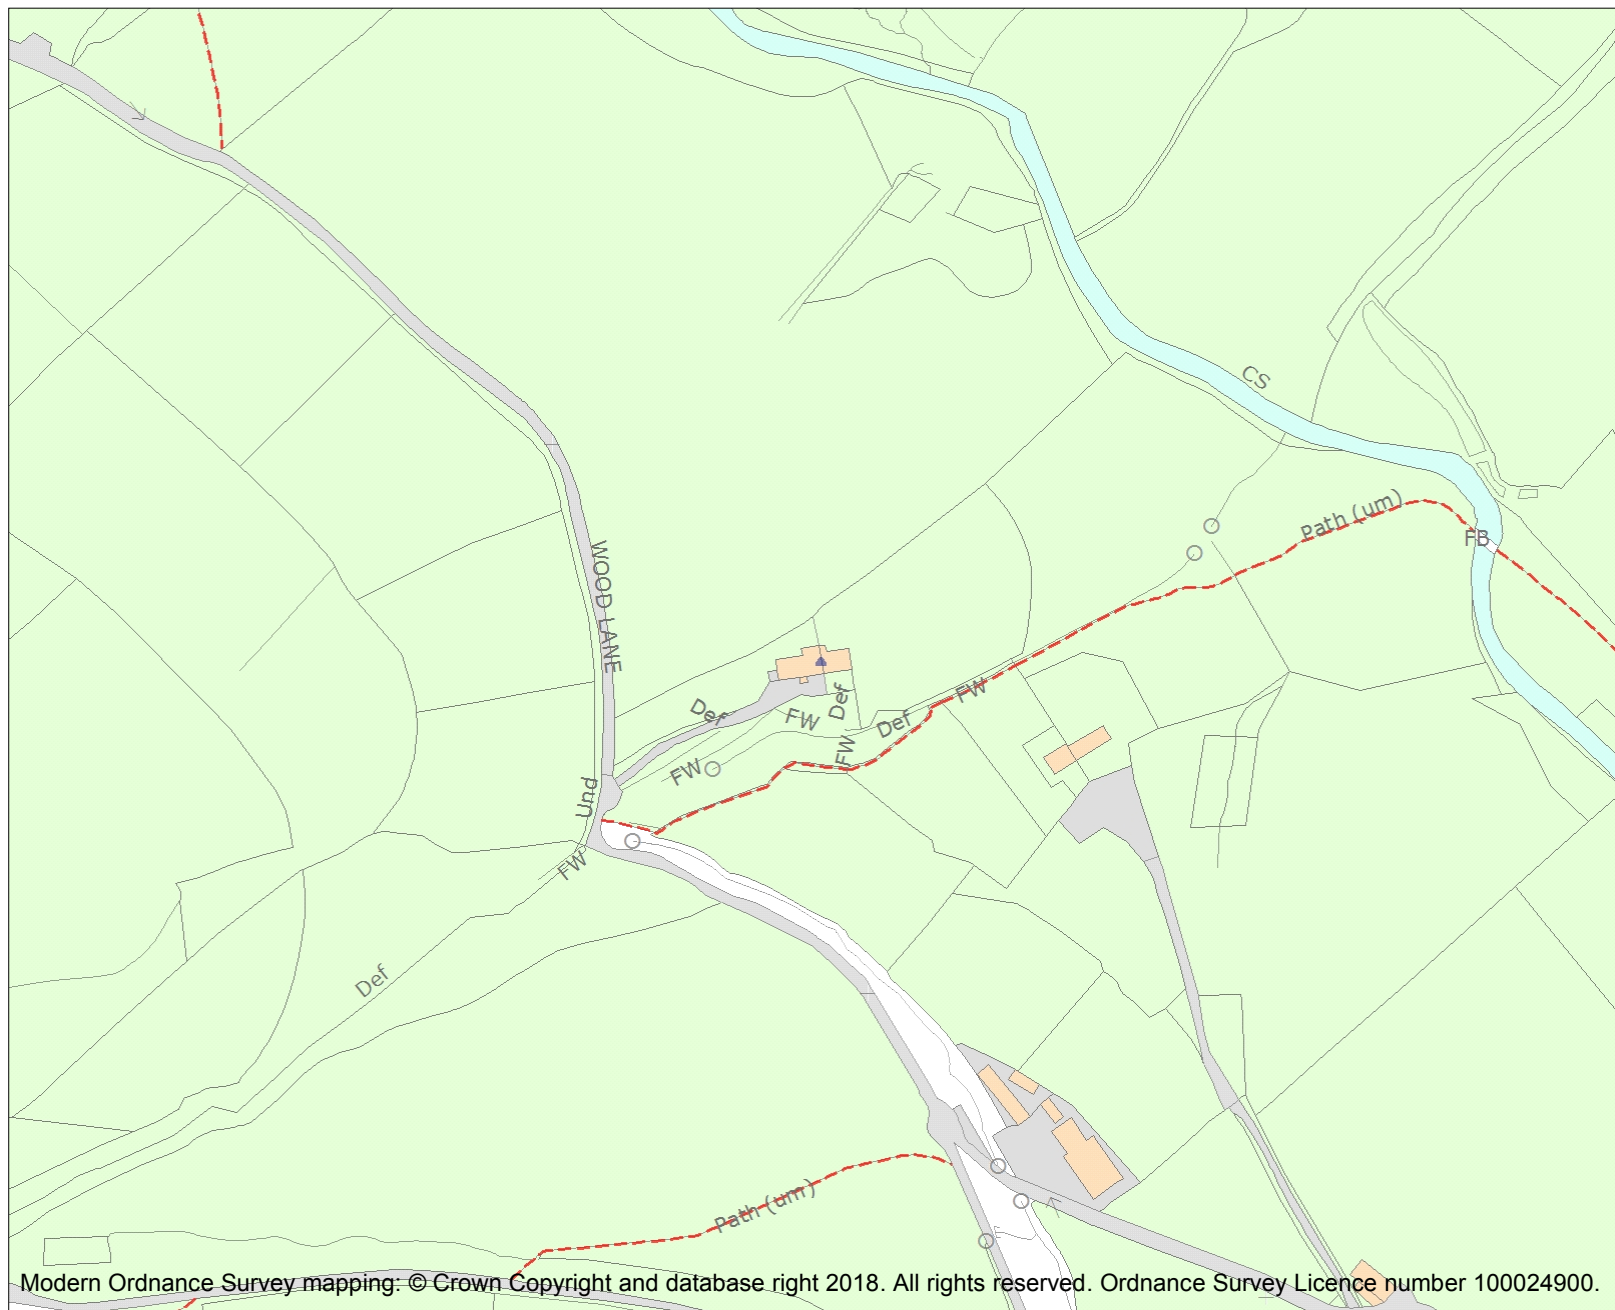 CS
Path (um)
FB
WOOD LANE
Def
FW
Def
Def
FW
FW
FW
Und
FW
Def
Path (um)
Modern Ordnance Survey mapping: © Crown Copyright and database right 2018. All rights reserved. Ordnance Survey Licence number 100024900.